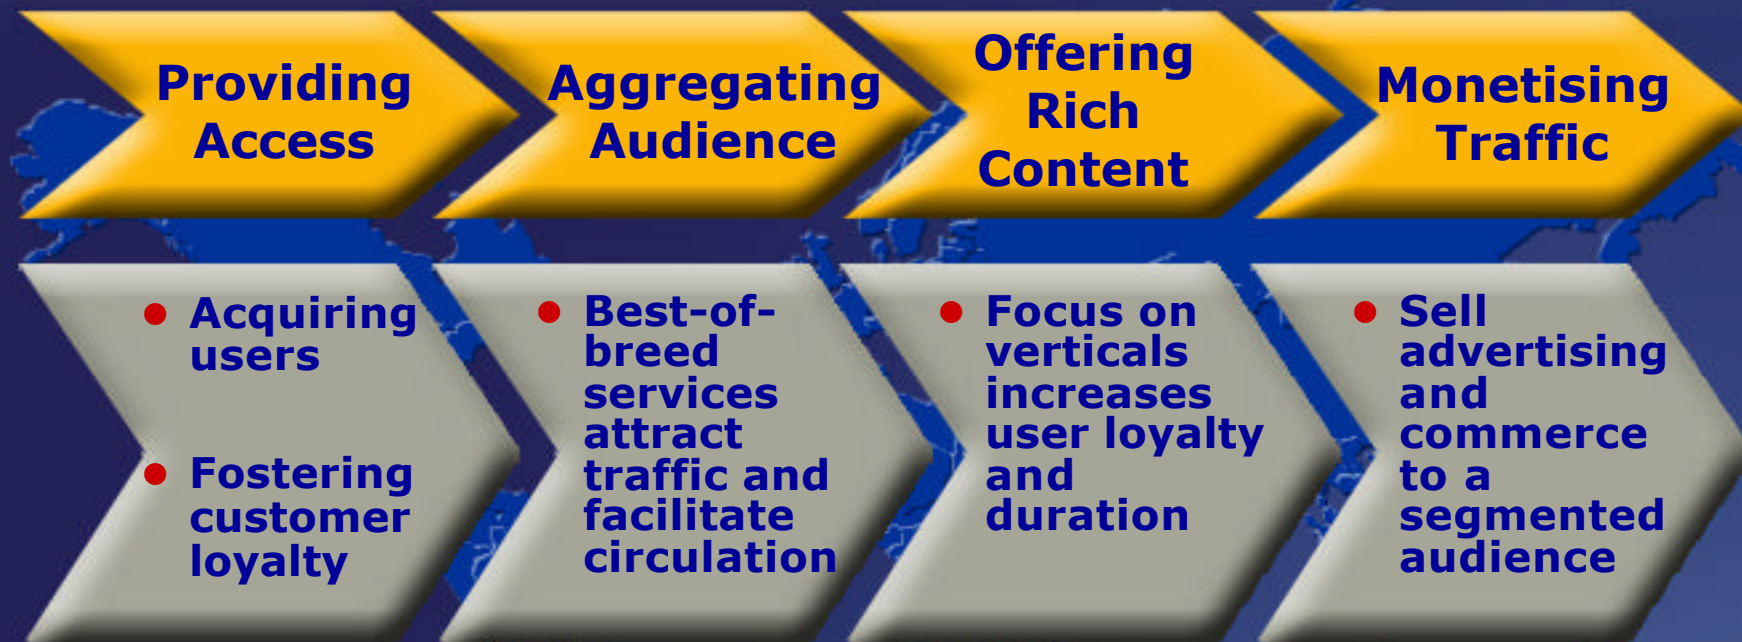 Providing
Access
Aggregating
Audience
Offering
Rich
Content
Monetising
Traffic
• Acquiring
users
• Fostering
customer
loyalty
• Best-of-
breed
services
attract
traffic and
facilitate
circulation
• Focus on
verticals
increases
user loyalty
and
duration
• Sell
advertising
and
commerce
to a
segmented
audience